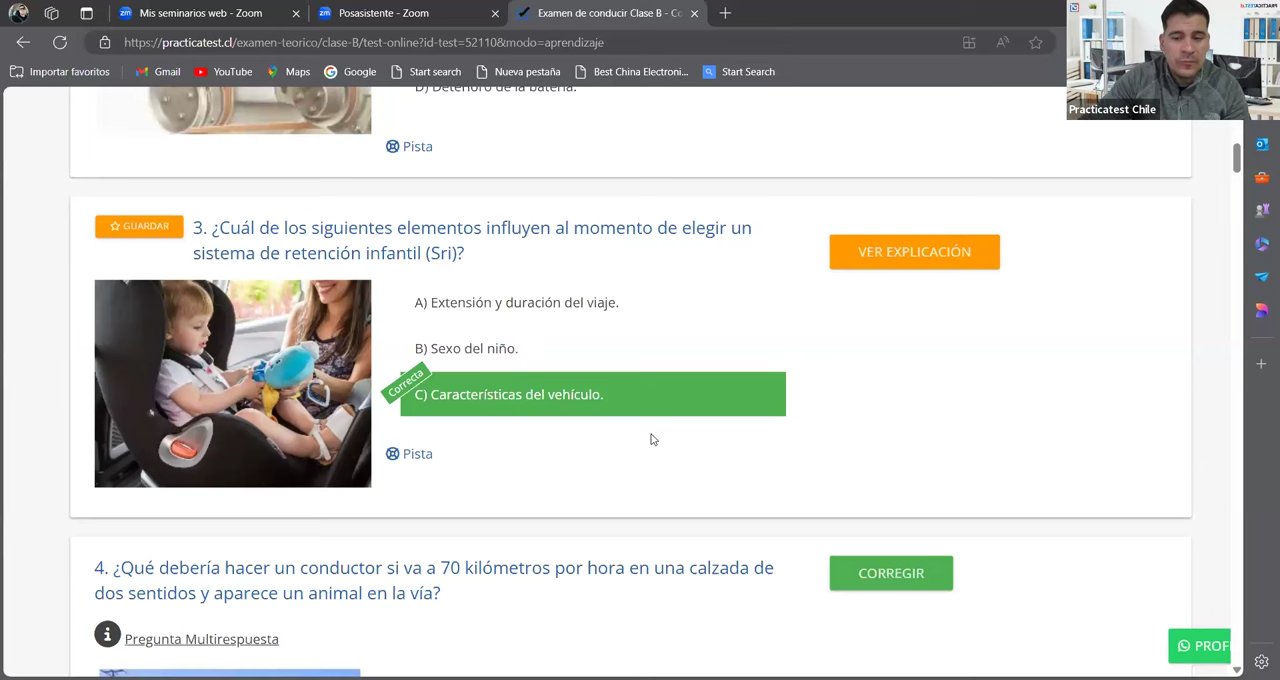 Mis seminarios web - Zoom
Posasistente - Zoom
Examen de conducir Clase B - Co
https://practicatest.cl/examen-teorico/clase-B/test-online?id-test=52110&modo=aprendizaje
Importar favoritos
Gmail
YouTube
Maps
Google
Start search
Nueva pestaña
Best China Electroni...
Start Search
Practicatest Chile
D) Deterioro de la batería.
Pista
GUARDAR
3. ¿Cuál de los siguientes elementos influyen al momento de elegir un
sistema de retención infantil (Sri)?
VER EXPLICACIÓN
A) Extensión y duración del viaje.
B) Sexo del niño.
Correcta
C) Características del vehículo.
Pista
4. ¿Qué debería hacer un conductor si va a 70 kilómetros por hora en una calzada de
dos sentidos y aparece un animal en la vía?
CORREGIR
Pregunta Multirespuesta
PROF